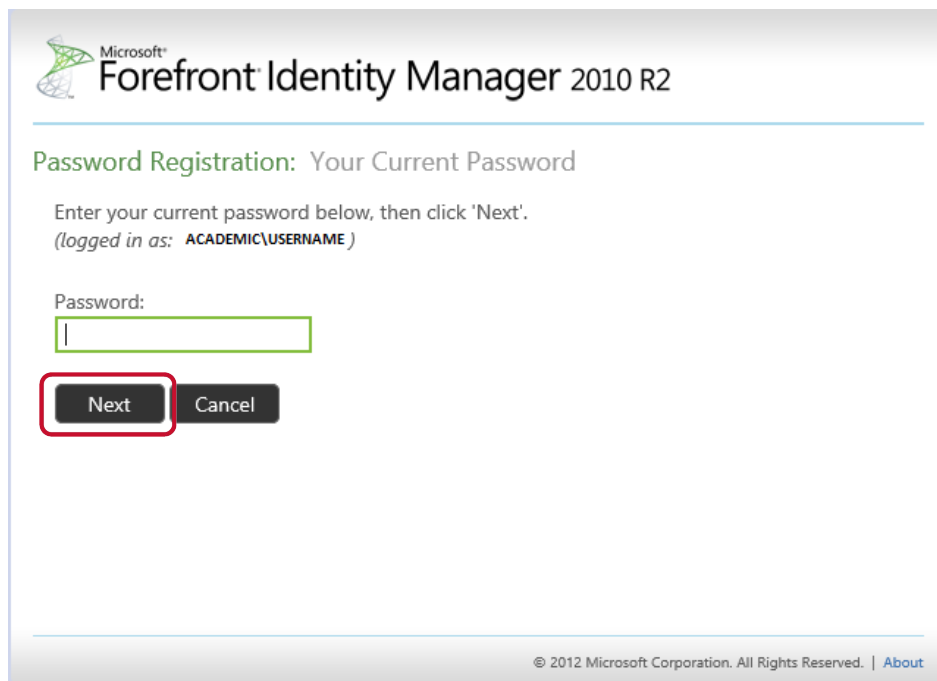 Microsoft®
Forefront® Identity Manager 2010 R2
Password Registration: Your Current Password
Enter your current password below, then click 'Next'.
(logged in as: ACADEMIC\USERNAME )
Password:
Next Cancel
© 2012 Microsoft Corporation. All Rights Reserved. | About